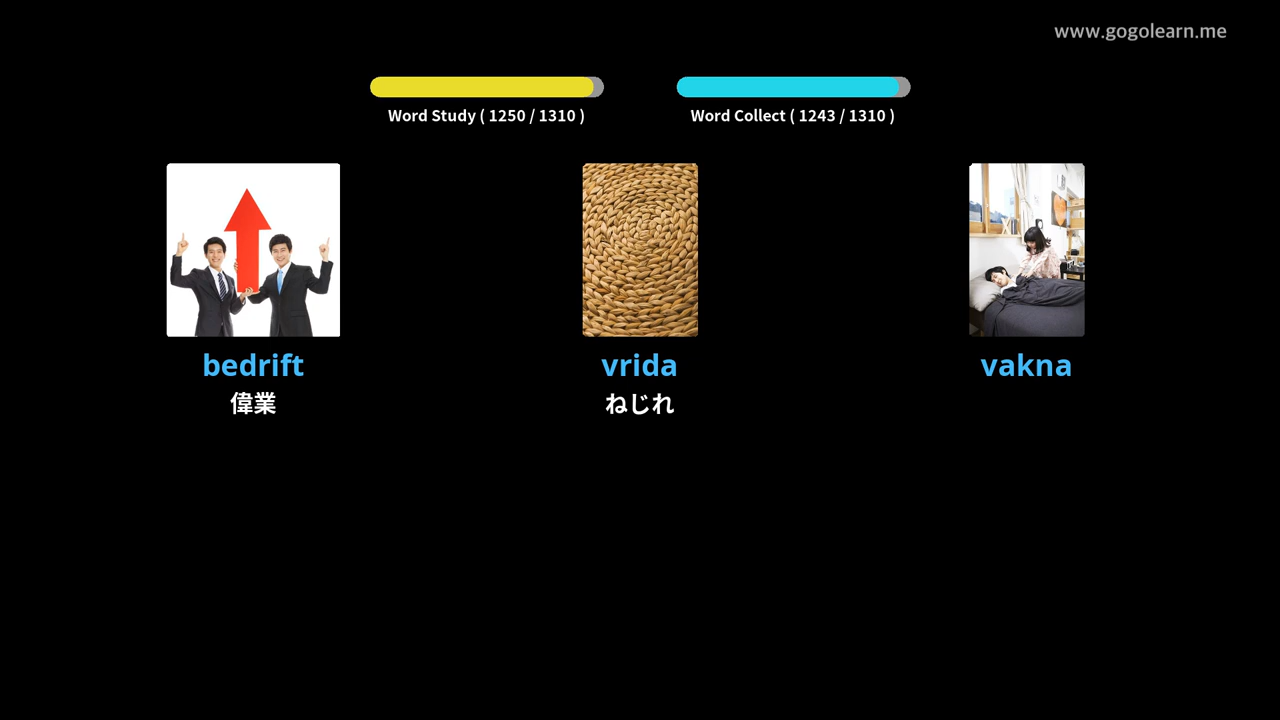 www.gogolearn.me
Word Study ( 1250 / 1310 )
Word Collect ( 1243 / 1310 )
bedrift
vrida
vakna
偉業
ねじれ